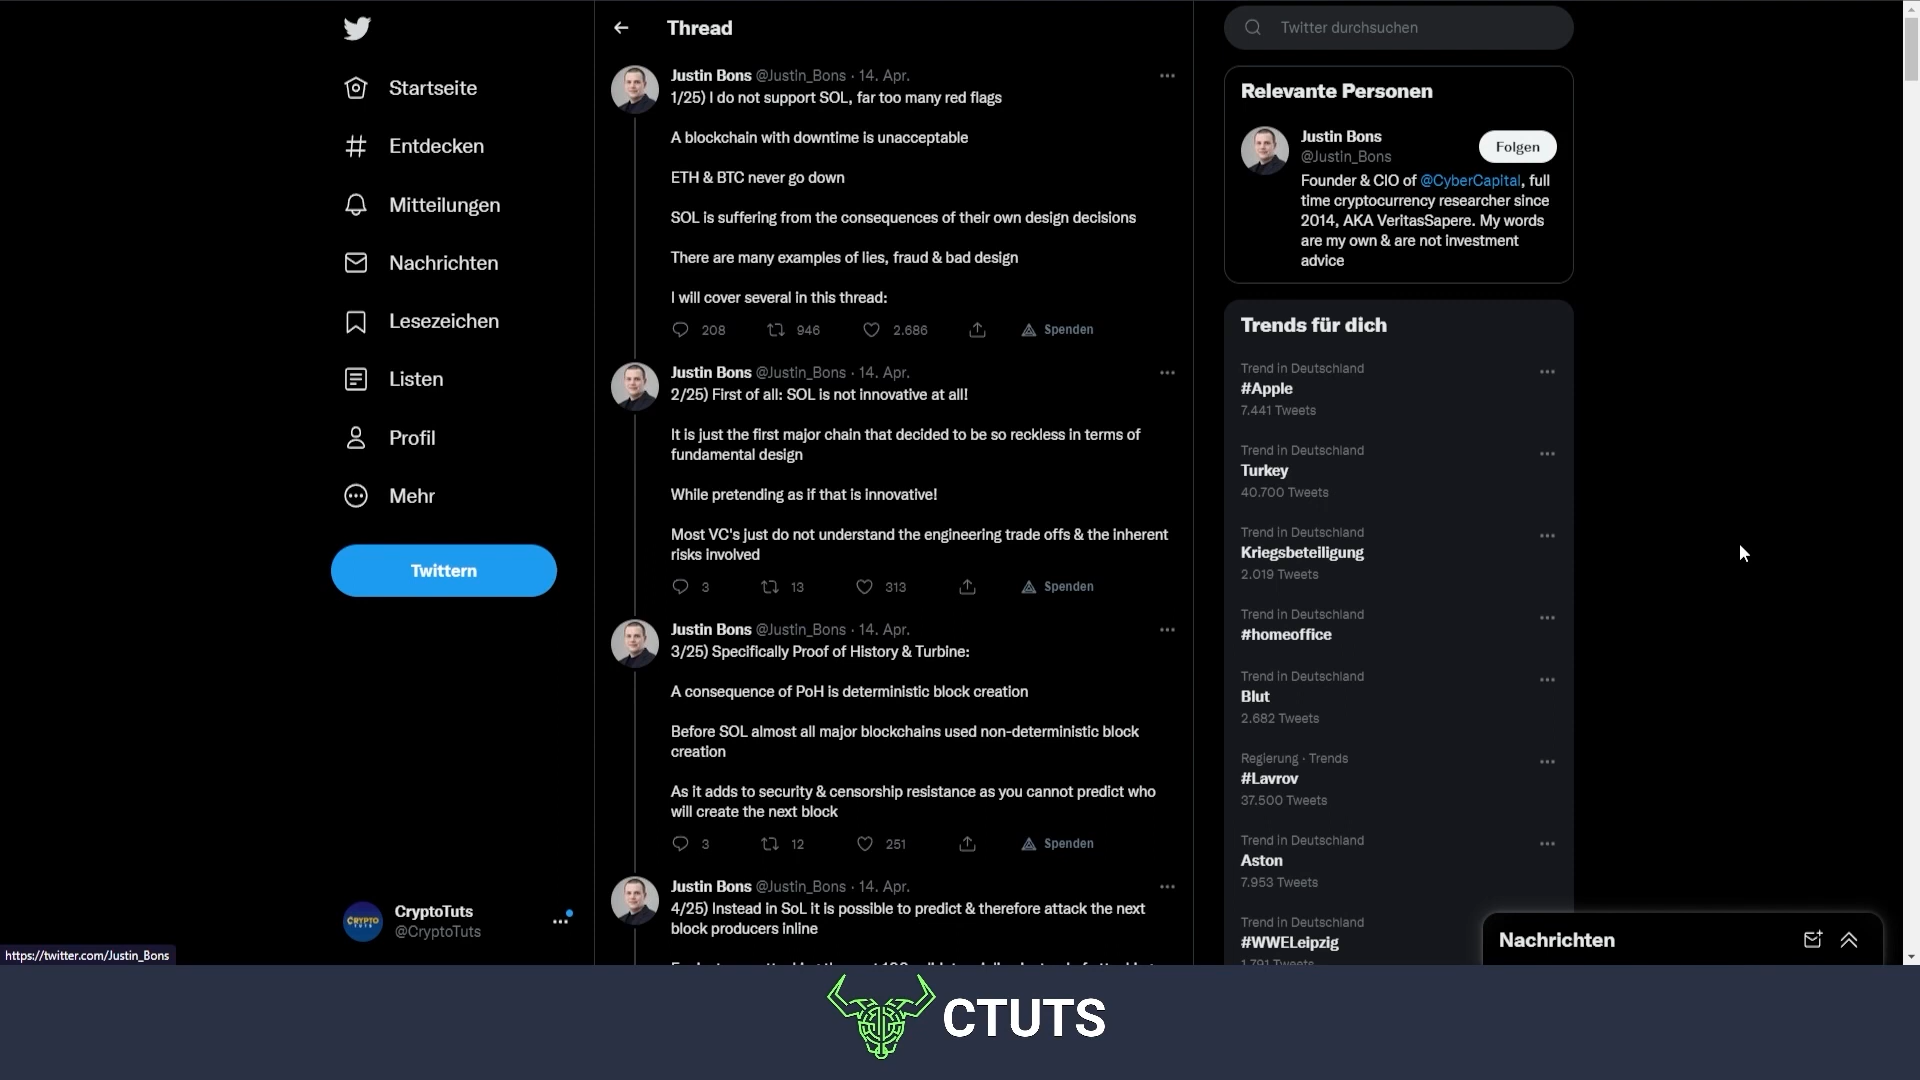 Startseite
Entdecken
Mitteilungen
Nachrichten
Lesezeichen
Listen
Profil
Mehr
Twittern
CRYPTO
TUTS
CryptoTuts
@CryptoTuts
https://twitter.com/Justin_Bons
Thread
Justin Bons @Justin_Bons · 14. Apr.
1/25) I do not support SOL, far too many red flags
A blockchain with downtime is unacceptable
ETH & BTC never go down
SOL is suffering from the consequences of their own design decisions
There are many examples of lies, fraud & bad design
I will cover several in this thread:
208 946 2.686 Spenden
Justin Bons @Justin_Bons · 14. Apr.
2/25) First of all: SOL is not innovative at all!
It is just the first major chain that decided to be so reckless in terms of
fundamental design
While pretending as if that is innovative!
Most VC's just do not understand the engineering trade offs & the inherent
risks involved
3 13 313 Spenden
Justin Bons @Justin_Bons · 14. Apr.
3/25) Specifically Proof of History & Turbine:
A consequence of PoH is deterministic block creation
Before SOL almost all major blockchains used non-deterministic block
creation
As it adds to security & censorship resistance as you cannot predict who
will create the next block
3 12 251 Spenden
Justin Bons @Justin_Bons · 14. Apr.
4/25) Instead in SoL it is possible to predict & therefore attack the next
block producers inline
Twitter durchsuchen
Relevante Personen
Justin Bons
@Justin_Bons
Folgen
Founder & CIO of @CyberCapital, full
time cryptocurrency researcher since
2014, AKA VeritasSapere. My words
are my own & are not investment
advice
Trends für dich
Trend in Deutschland
#Apple
7.441 Tweets
Trend in Deutschland
Turkey
40.700 Tweets
Trend in Deutschland
Kriegsbeteiligung
2.019 Tweets
Trend in Deutschland
#homeoffice
Trend in Deutschland
Blut
2.682 Tweets
Regierung · Trends
#Lavrov
37.500 Tweets
Trend in Deutschland
Aston
7.953 Tweets
Trend in Deutschland
#WWELeipzig
1.791 Tweets
Nachrichten
CTUTS